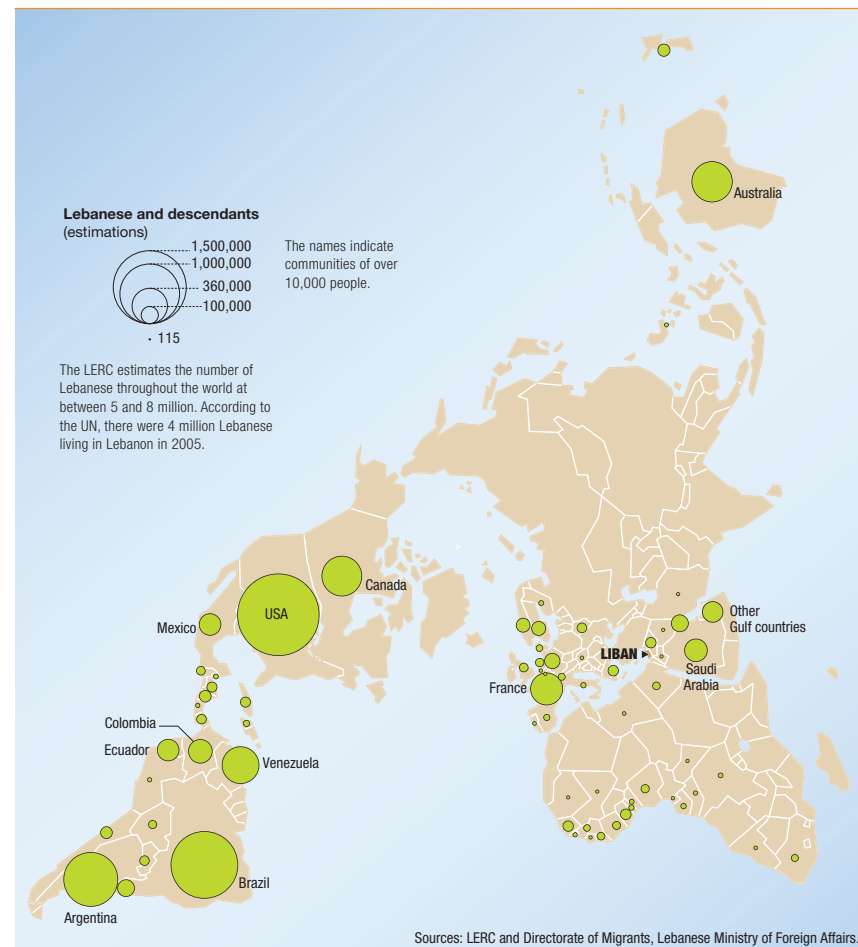 Australia
Lebanese and descendants
(estimations)
1,500,000
1,000,000
360,000
100,000
115
The names indicate
communities of over
10,000 people.
The LERC estimates the number of
Lebanese throughout the world at
between 5 and 8 million. According to
the UN, there were 4 million Lebanese
living in Lebanon in 2005.
Canada
USA
Mexico
Other
Gulf countries
LIBAN
Saudi
Arabia
France
Colombia
Ecuador
Venezuela
Brazil
Argentina
Sources: LERC and Directorate of Migrants, Lebanese Ministry of Foreign Affairs.